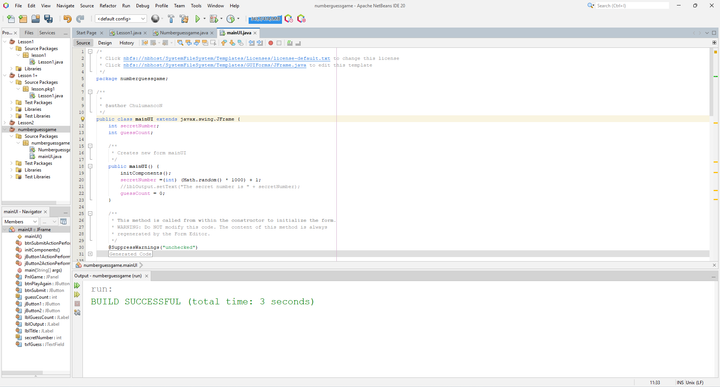 File Edit View Navigate Source Refactor Run Debug Profile Team Tools Window Help
numberguessgame - Apache NetBeans IDE 20
Search (Ctrl+I)
<default config>
Pro... Files Services
Start Page Lesson1.java Numberguessgame.java mainUI.java
Source Design History
Lesson1
Source Packages
lesson1
Lesson1.java
Libraries
Lesson 1+
Source Packages
lesson.pkg1
Lesson1.java
Test Packages
Libraries
Test Libraries
Lesson2
numberguessgame
Source Packages
numberguessgame
Numberguessg
mainUI.java
Test Packages
Libraries
Test Libraries
/*
* Click nbfs://nbhost/SystemFileSystem/Templates/Licenses/license-default.txt to change this license
* Click nbfs://nbhost/SystemFileSystem/Templates/GUIForms/JFrame.java to edit this template
*/
package numberguessgame;
/**
*
*/
public class mainUI extends javax.swing.JFrame {
int secretNumber;
int guessCount;
/**
* Creates new form mainUI
*/
public mainUI() {
initComponents();
secretNumber =(int) (Math.random() * 1000) + 1;
//lblOutput.setText("The secret number is " + secretNumber);
guessCount = 0;
}
/**
* This method is called from within the constructor to initialize the form.
* WARNING: Do NOT modify this code. The content of this method is always
* regenerated by the Form Editor.
*/
@SuppressWarnings("unchecked")
Generated Code
numberguessgame.mainUI
mainUI - Navigator
Members
mainUI :: JFrame
mainUI()
btnSubmitActionPerform
initComponents()
jButton1ActionPerform
jButton2ActionPerform
main(String[] args)
PnlGame : JPanel
btnPlayAgain : JButton
btnSubmit : JButton
guessCount : int
jButton1 : JButton
jButton2 : JButton
lblGuessCount : JLabel
lblOutput : JLabel
lblTitle : JLabel
secretNumber : int
txfGuess : JTextField
Output - numberguessgame (run)
run:
BUILD SUCCESSFUL (total time: 3 seconds)
11:03 INS Unix (LF)